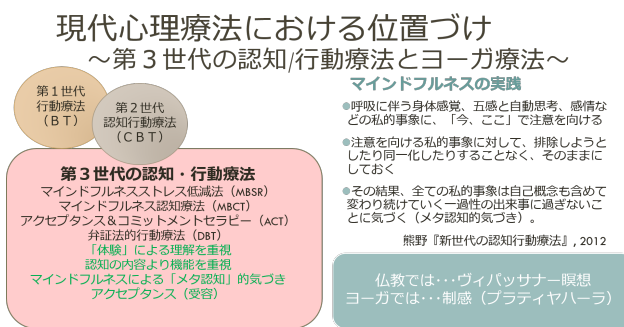 現代心理療法における位置づけ
～第３世代の認知/行動療法とヨーガ療法～
第１世代
行動療法
（ＢＴ）
第２世代
認知行動療法
（ＣＢＴ）
第３世代の認知・行動療法
マインドフルネスストレス低減法（MBSR）
マインドフルネス認知療法（MBCT）
アクセプタンス＆コミットメントセラピー（ACT）
弁証法的行動療法（DBT）
「体験」による理解を重視
認知の内容より機能を重視
マインドフルネスによる「メタ認知」的気づき
アクセプタンス（受容）
マインドフルネスの実践
●呼吸に伴う身体感覚、五感と自動思考、感情な
どの私的事象に、「今、ここ」で注意を向ける
●注意を向ける私的事象に対して、排除しようと
したり同一化したりすることなく、そのままに
しておく
●その結果、全ての私的事象は自己概念も含めて
変わり続けていく一過性の出来事に過ぎないこ
とに気づく（メタ認知的気づき）。
熊野『新世代の認知行動療法』, 2012
仏教では･･･ヴィパッサナー瞑想
ヨーガでは･･･制感（プラティヤハーラ）